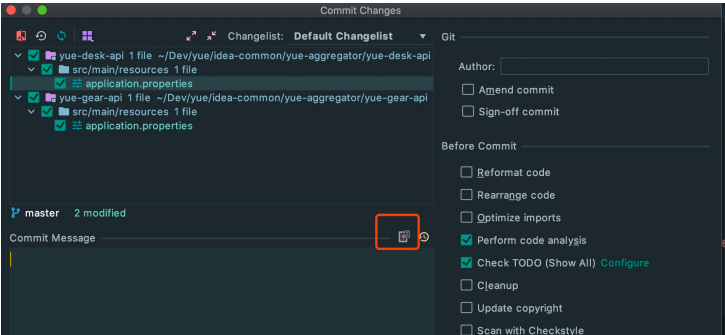 Commit Changes
Changelist: Default Changelist
yue-desk-api 1 file ~/Dev/yue/idea-common/yue-aggregator/yue-desk-api
src/main/resources 1 file
application.properties
yue-gear-api 1 file ~/Dev/yue/idea-common/yue-aggregator/yue-gear-api
src/main/resources 1 file
application.properties
master 2 modified
Commit Message
Git
Author:
Amend commit
Sign-off commit
Before Commit
Reformat code
Rearrange code
Optimize imports
Perform code analysis
Check TODO (Show All) Configure
Cleanup
Update copyright
Scan with Checkstyle